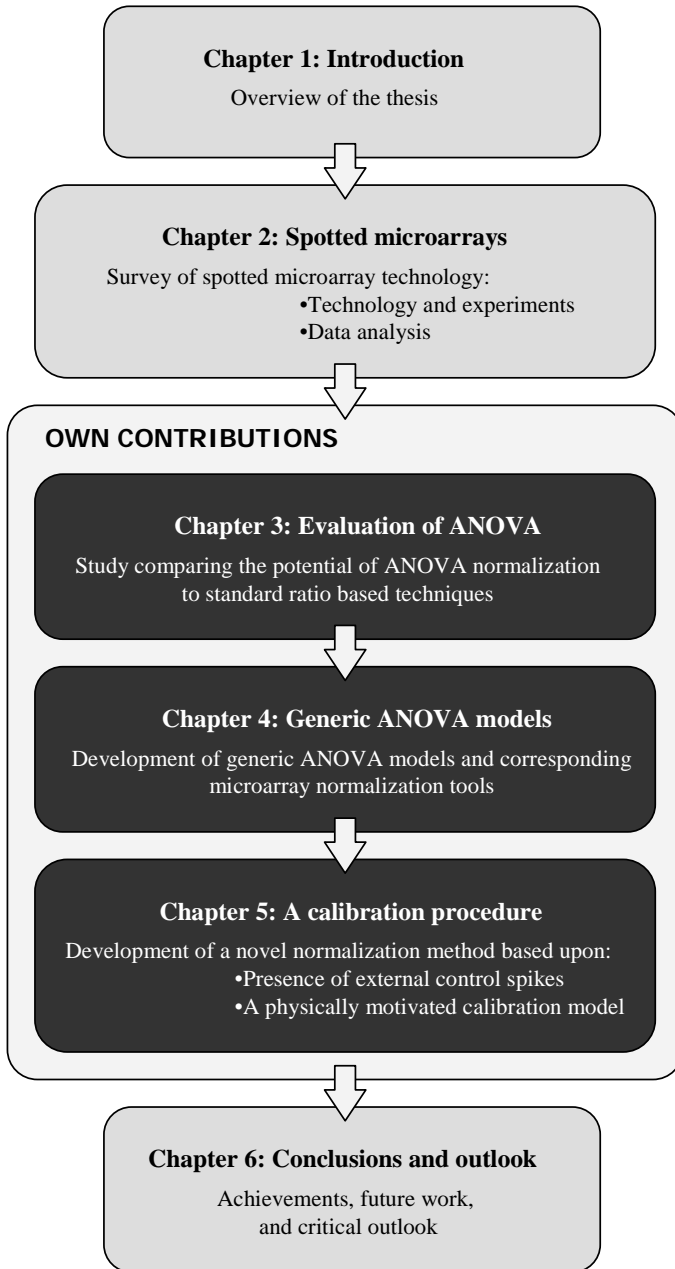 Chapter 1: Introduction
Overview of the thesis
Chapter 2: Spotted microarrays
Survey of spotted microarray technology:
•Technology and experiments
•Data analysis
OWN CONTRIBUTIONS
Chapter 3: Evaluation of ANOVA
Study comparing the potential of ANOVA normalization
to standard ratio based techniques
Chapter 4: Generic ANOVA models
Development of generic ANOVA models and corresponding
microarray normalization tools
Chapter 5: A calibration procedure
Development of a novel normalization method based upon:
•Presence of external control spikes
•A physically motivated calibration model
Chapter 6: Conclusions and outlook
Achievements, future work,
and critical outlook